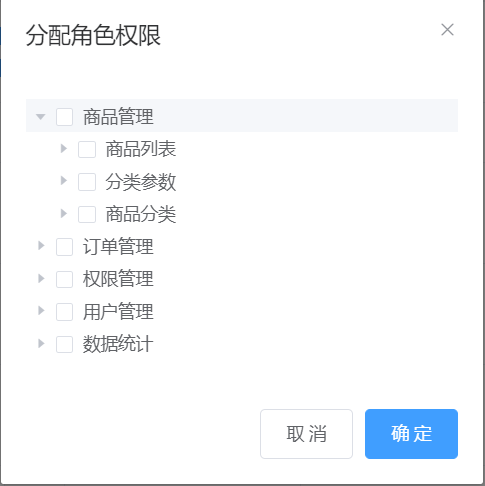 分配角色权限
商品管理
商品列表
分类参数
商品分类
订单管理
权限管理
用户管理
数据统计
取消 确定